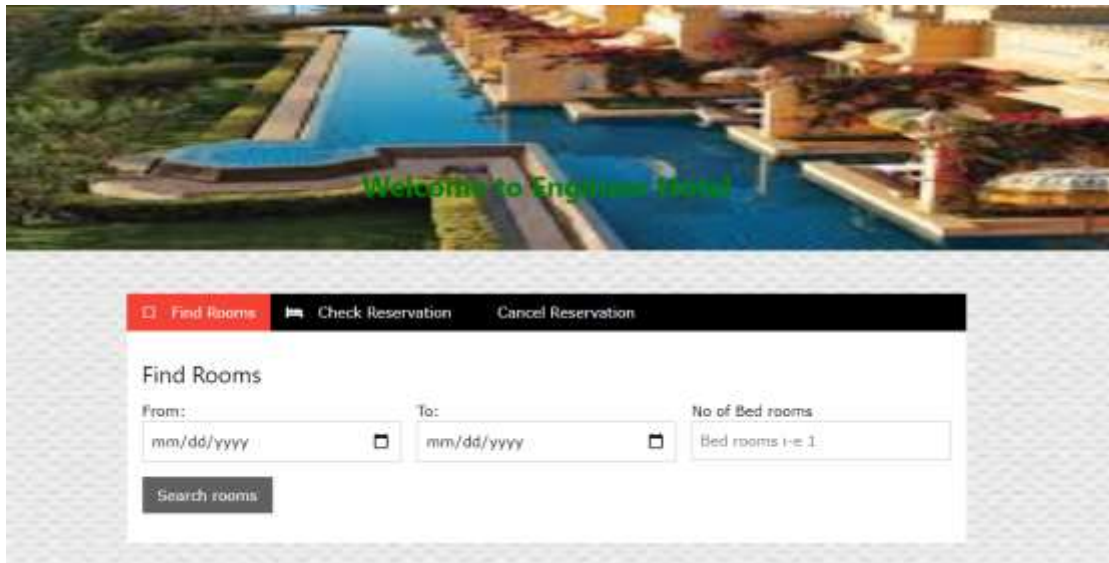 Welcome to Hotel
Find Rooms Check Reservation Cancel Reservation
Find Rooms
From: To: No of Bed rooms
mm/dd/yyyy mm/dd/yyyy Bed rooms i-e 1
Search rooms